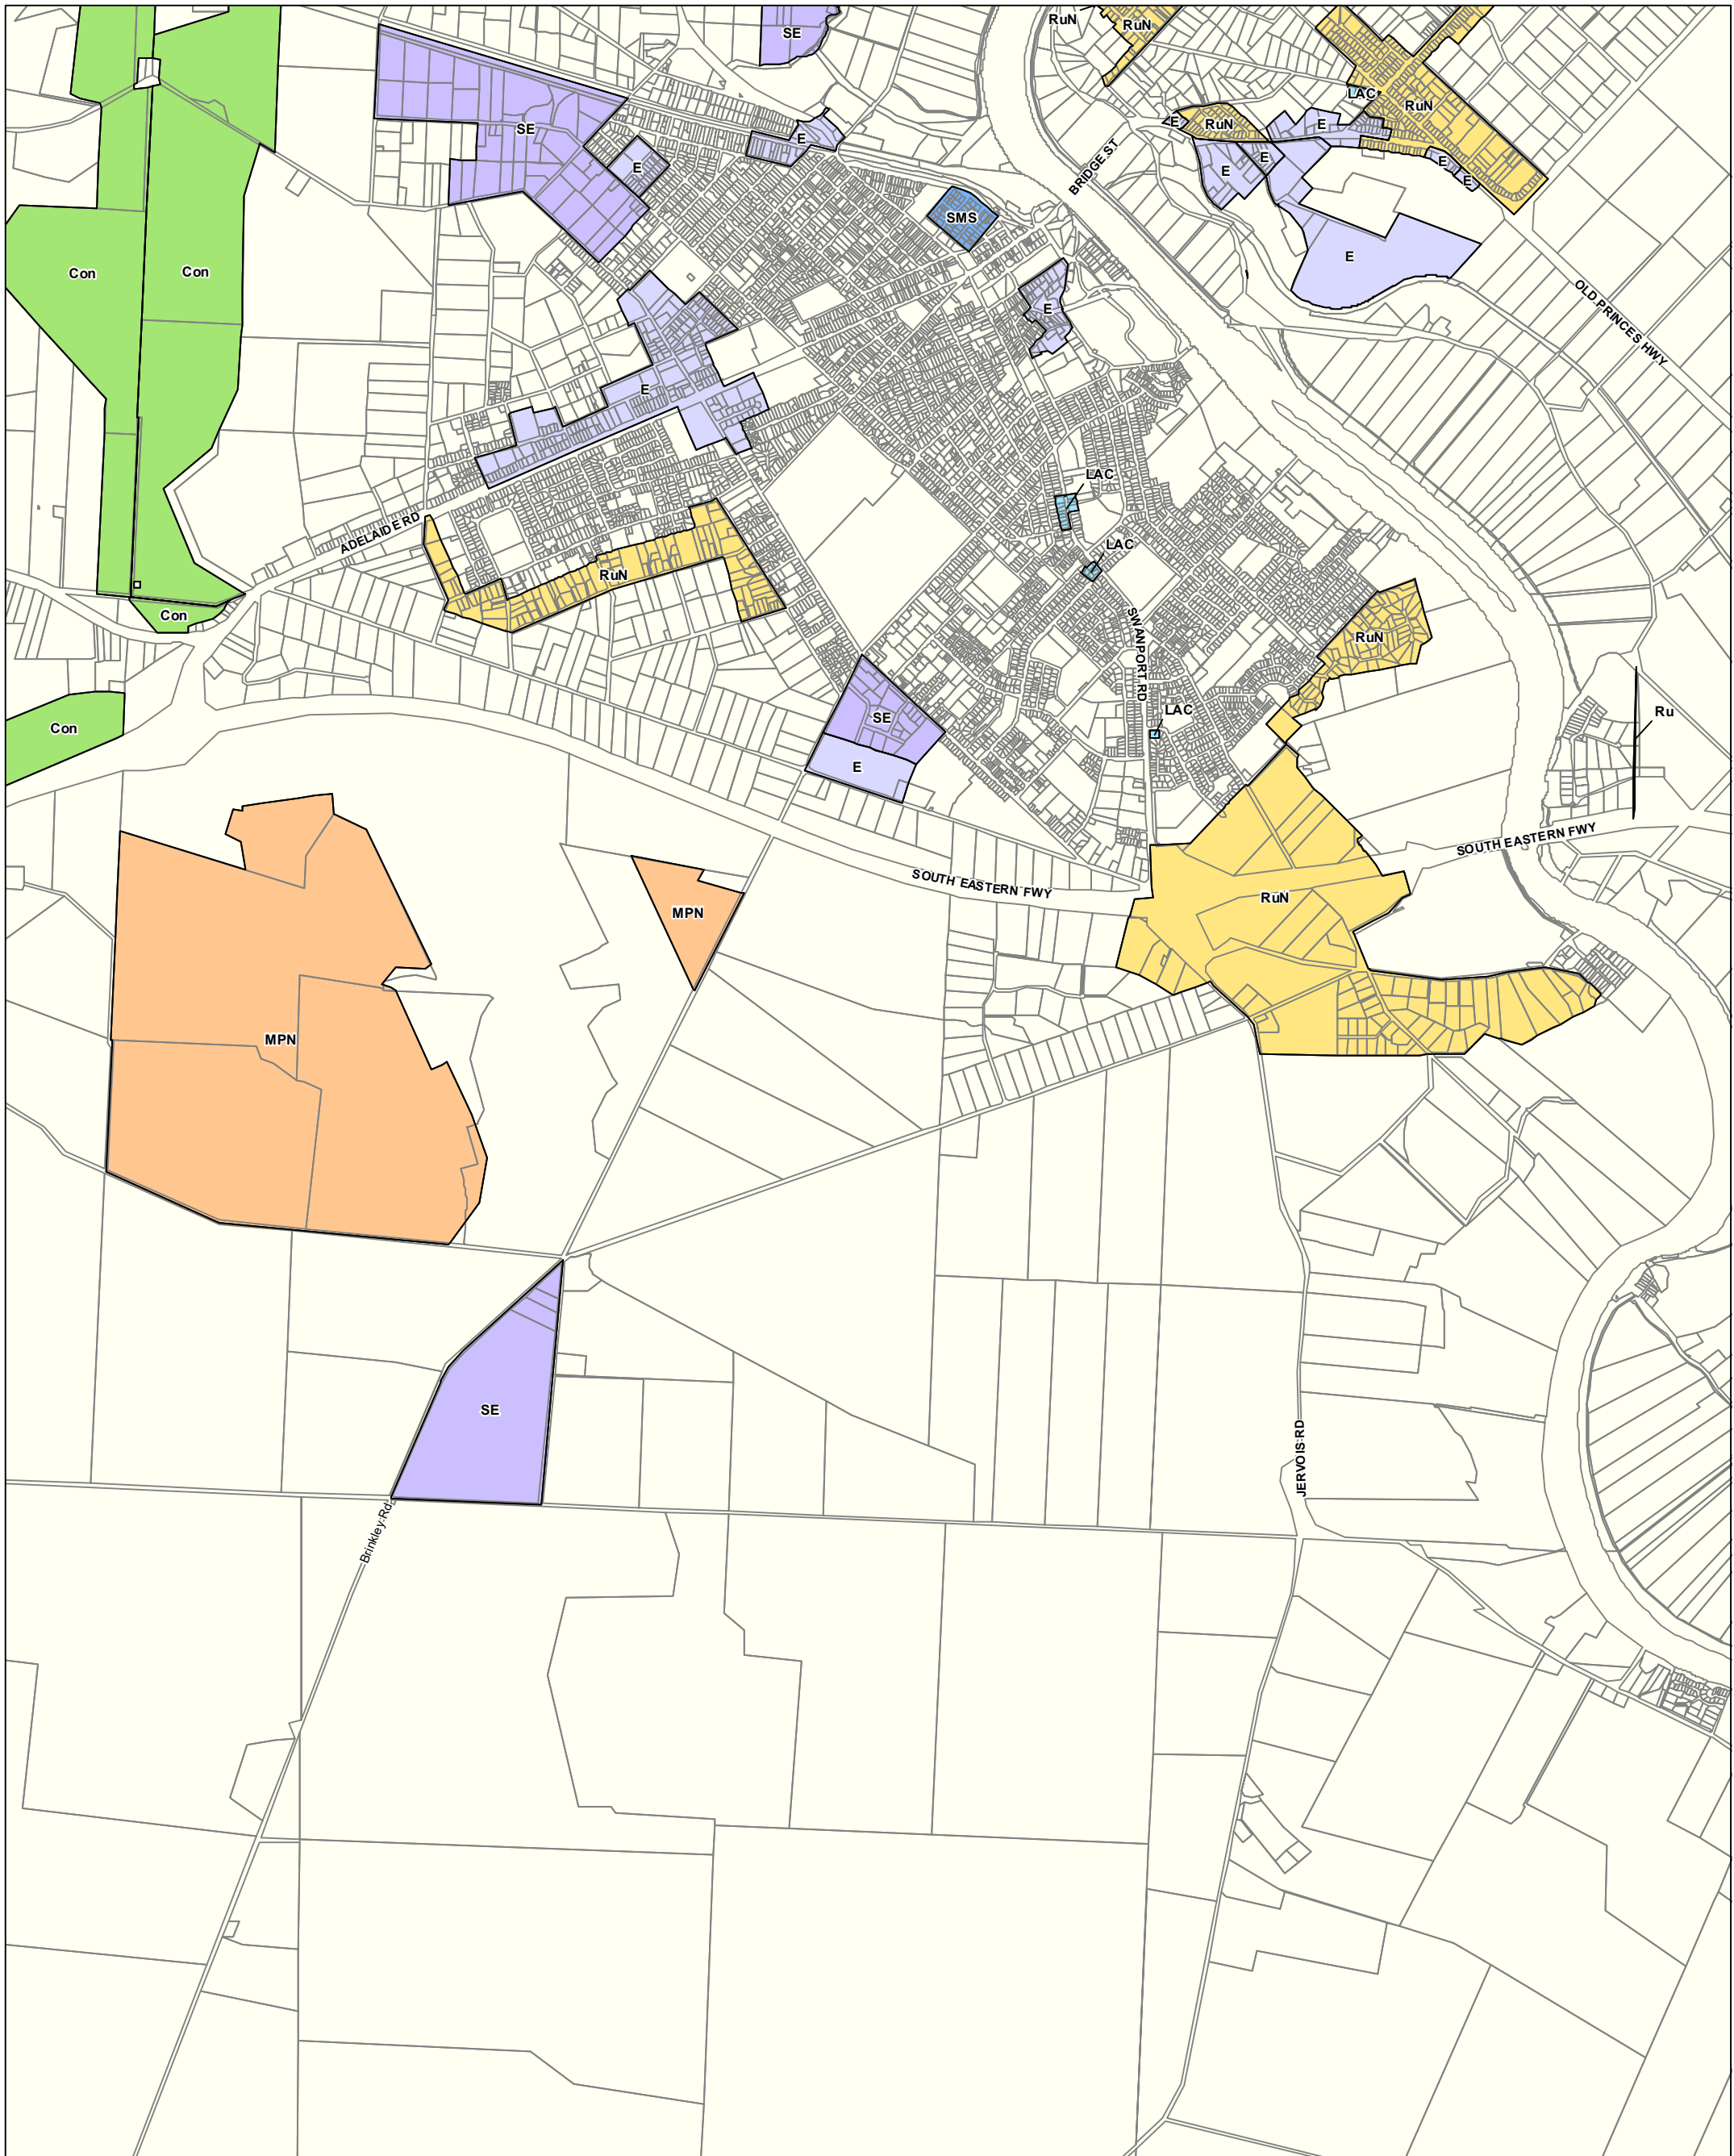 RuN
RuN
SE
LAC
RuN
SE
E
RuN
E
E
E
E
E
E
BRIDGE ST
E
SMS
Con
Con
E
E
OLD PRINCES HWY
E
LAC
ADELAIDE RD
LAC
RuN
Con
RuN
SWANPORT RD
LAC
Ru
SE
Con
E
SOUTH EASTERN FWY
SOUTH EASTERN FWY
RuN
MPN
MPN
SE
JERVOIS RD
Brinkley Rd